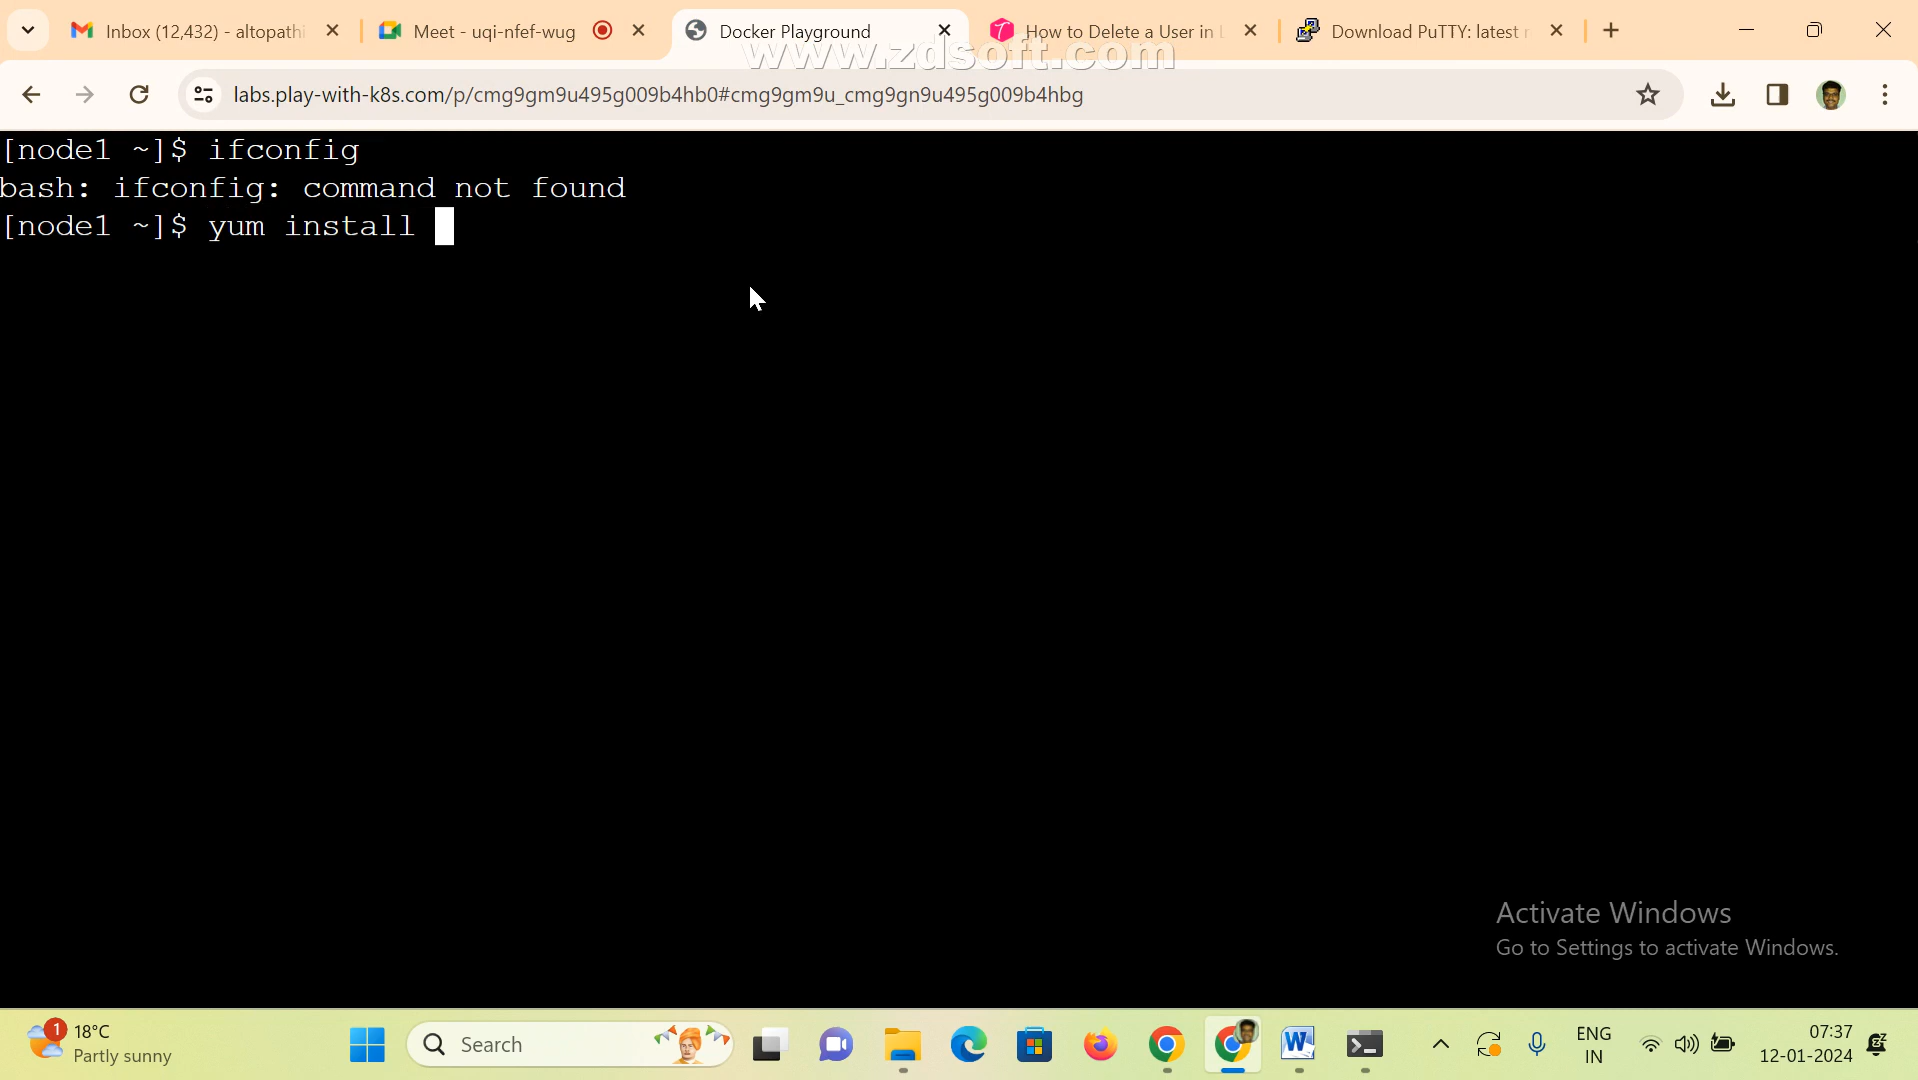 Inbox (12,432) - altopathi
Meet - uqi-nfef-wug
Docker Playground
How to Delete a User in L
Download PuTTY: latest r
www.zdsoft.com
labs.play-with-k8s.com/p/cmg9gm9u495g009b4hb0#cmg9gm9u_cmg9gn9u495g009b4hbg
[node1 ~]$ ifconfig
bash: ifconfig: command not found
[node1 ~]$ yum install
Activate Windows
Go to Settings to activate Windows.
1
18°C
Partly sunny
Search
ENG
IN
07:37
12-01-2024